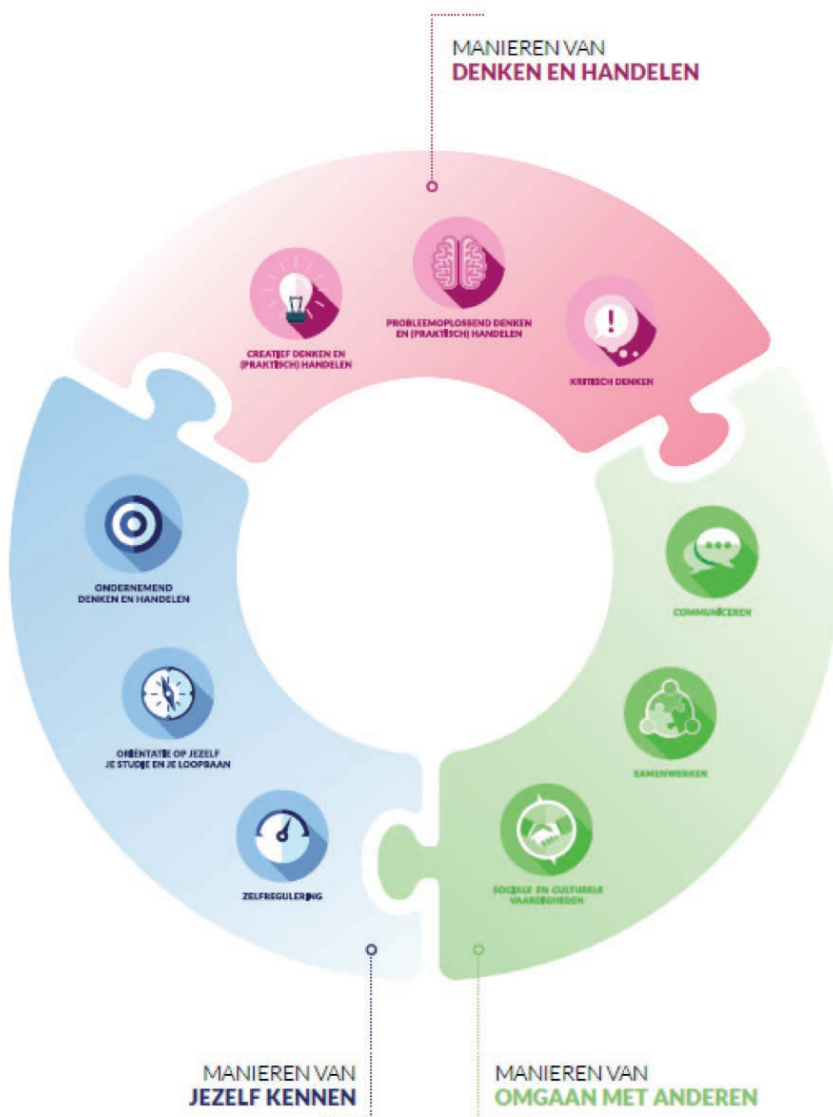 MANIEREN VAN
DENKEN EN HANDELEN
CREATIEF DENKEN EN
(PRAKTISCH) HANDELEN
PROBLEEMOPLOSSEND DENKEN
EN (PRAKTISCH) HANDELEN
KRITISCH DENKEN
COMMUNICEREN
SAMENWERKEN
SOCIALE EN CULTURELE
VAARDIGHEDEN
ONDERNEMEND
DENKEN EN HANDELEN
ORIËNTATIE OP JEZELF
JE STUDIE EN JE LOOPBAAN
ZELFREGULERING
MANIEREN VAN
JEZELF KENNEN
MANIEREN VAN
OMGAAN MET ANDEREN